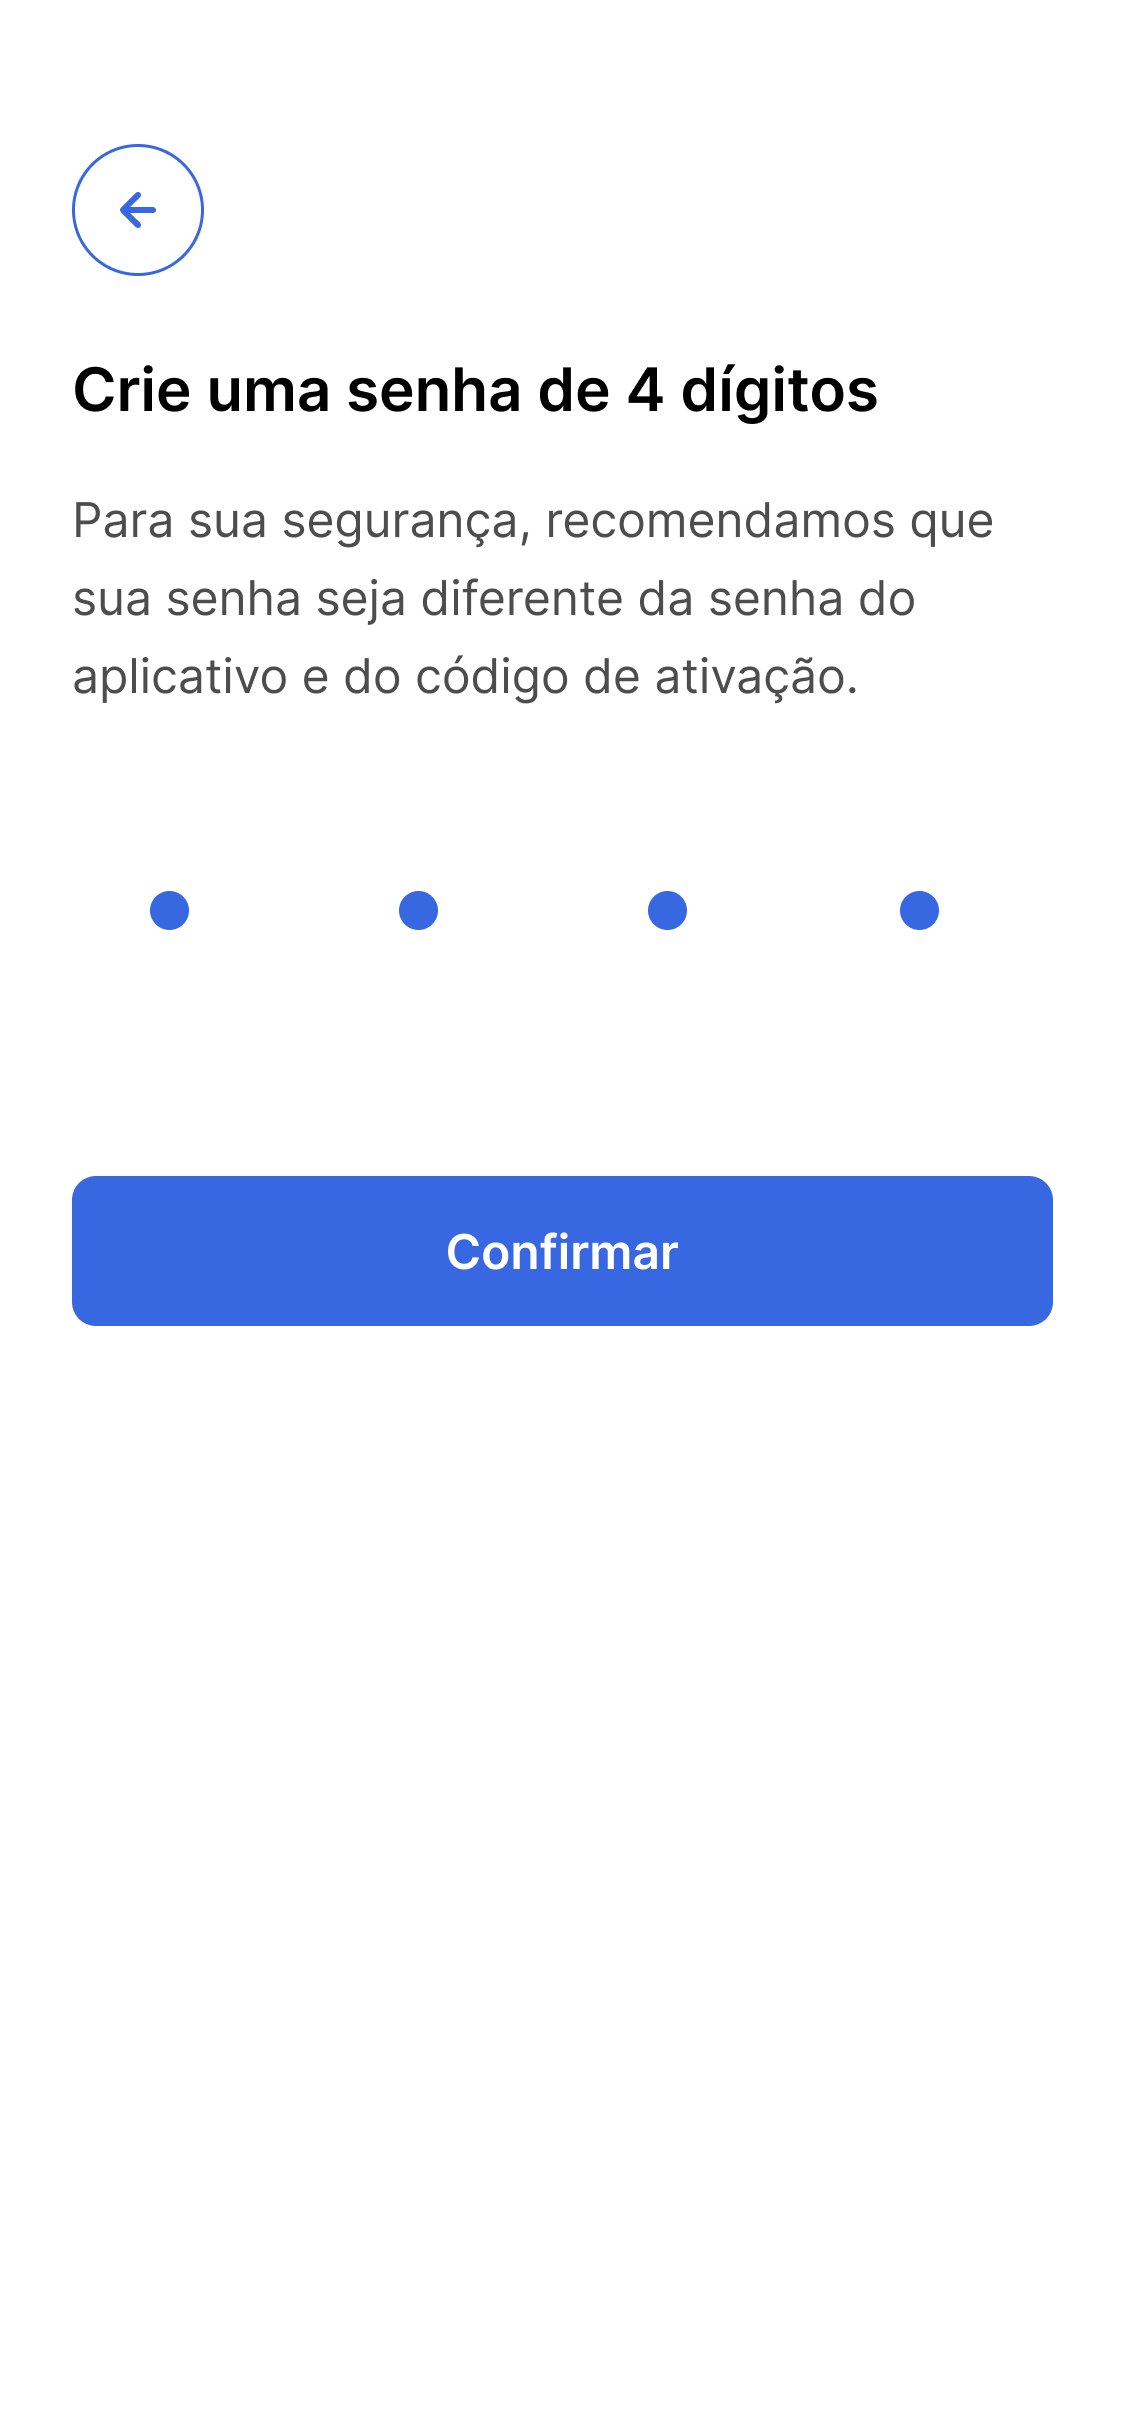 Crie uma senha de 4 dígitos
Para sua segurança, recomendamos que
sua senha seja diferente da senha do
aplicativo e do código de ativação.
Confirmar